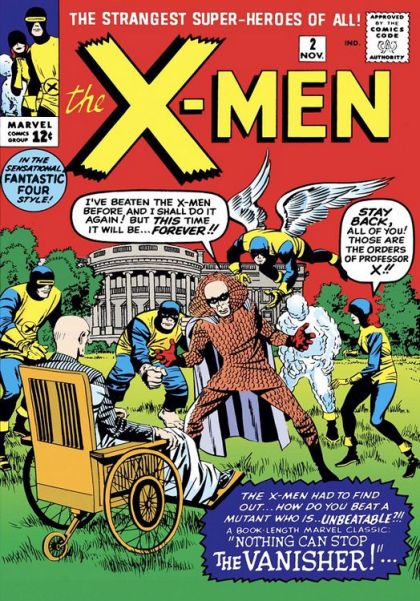 THE STRANGEST SUPER-HEROES OF ALL!
APPROVED
BY THE
COMICS
CODE
CA
AUTHORITY
2
NOV.
IND.
the X-MEN
MARVEL
COMICS
GROUP 12¢
IN THE
SENSATIONAL
FANTASTIC
FOUR
STYLE!
I'VE BEATEN THE X-MEN
BEFORE, AND I SHALL DO IT
AGAIN! BUT THIS TIME
IT WILL BE...FOREVER!!
STAY
BACK,
ALL OF YOU!
THOSE ARE
THE ORDERS
OF PROFESSOR
X!!
THE X-MEN HAD TO FIND
OUT...HOW DO YOU BEAT A
MUTANT WHO IS..UNBEATABLE?!!
A BOOK-LENGTH MARVEL CLASSIC:
"NOTHING CAN STOP
THE VANISHER!"...